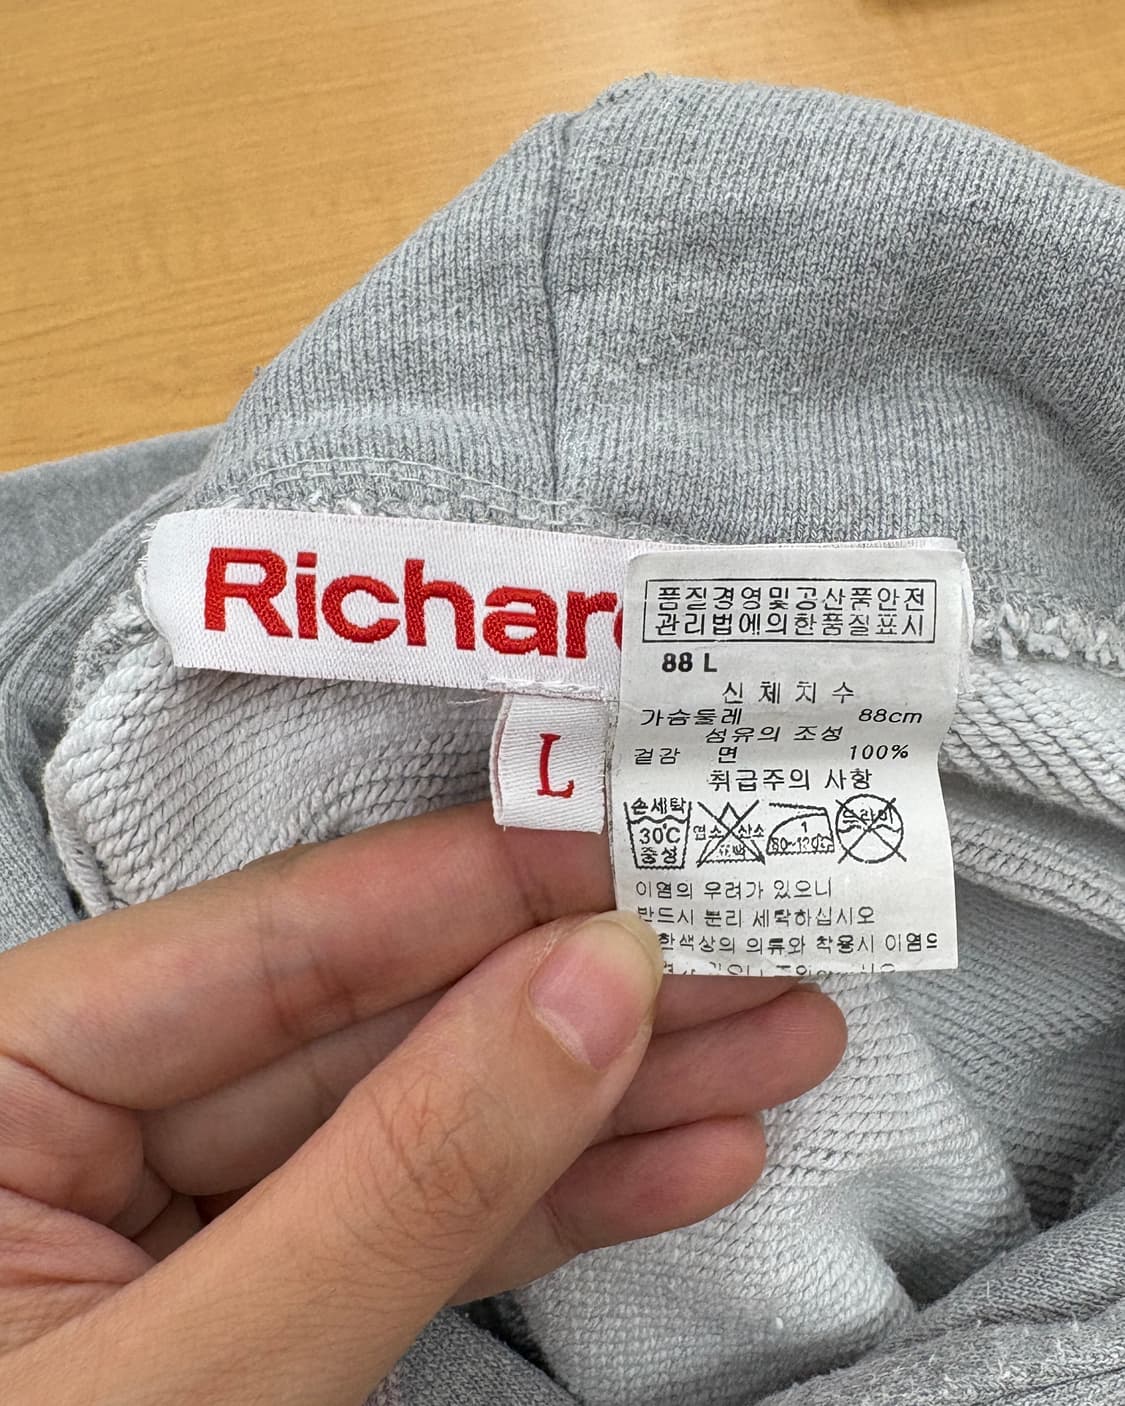 Richar
L
품질경영및공산품안전
관리법에의한품질표시
88 L
신 체 치 수
가슴둘레 88cm
섬유의 조성
겉감 면 100%
취급주의 사항
손세탁
30℃
중성
염소 산소
표백
1
80~120℃
드라이
이염의 우려가 있으니
반드시 분리 세탁하십시오
한색상의 의류와 착용시 이염의